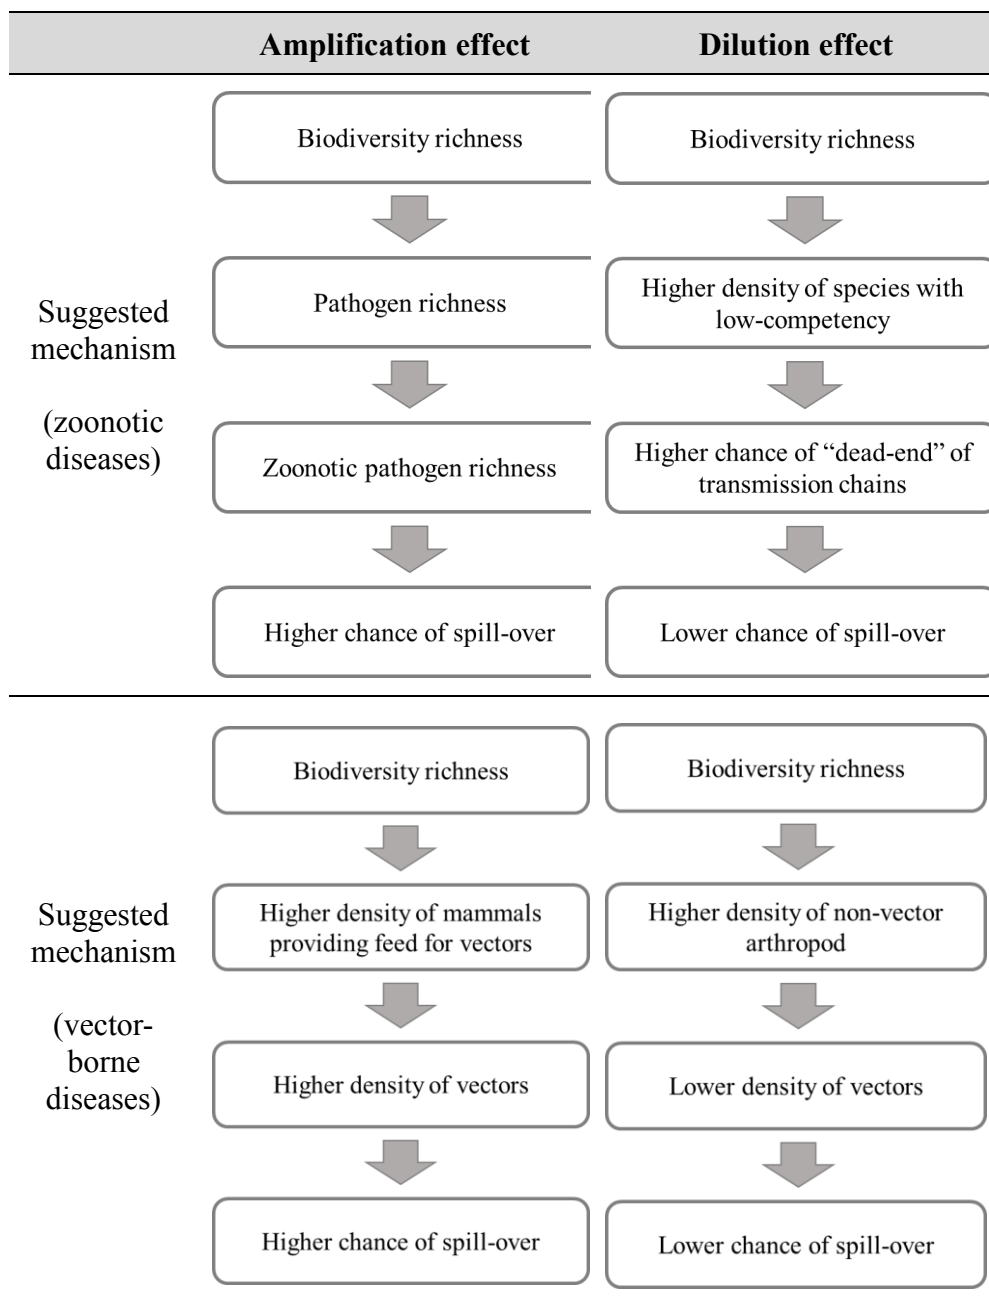 Amplification effect
Dilution effect
Suggested
mechanism
(zoonotic
diseases)
Biodiversity richness
Pathogen richness
Zoonotic pathogen richness
Higher chance of spill-over
Biodiversity richness
Higher density of species with
low-competency
Higher chance of “dead-end” of
transmission chains
Lower chance of spill-over
Suggested
mechanism
(vector-
borne
diseases)
Biodiversity richness
Higher density of mammals
providing feed for vectors
Higher density of vectors
Higher chance of spill-over
Biodiversity richness
Higher density of non-vector
arthropod
Lower density of vectors
Lower chance of spill-over